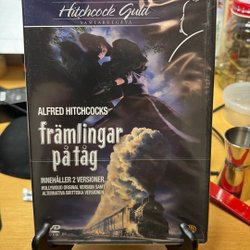 Hitchcock Guld
SAMLARUTGÅVA
ALFRED HITCHCOCKS
främlingar
på tåg
INNEHÅLLER 2 VERSIONER
HOLLYWOOD ORIGINAL VERSION SAMT
ALTERNATIVA BRITTISKA VERSIONEN